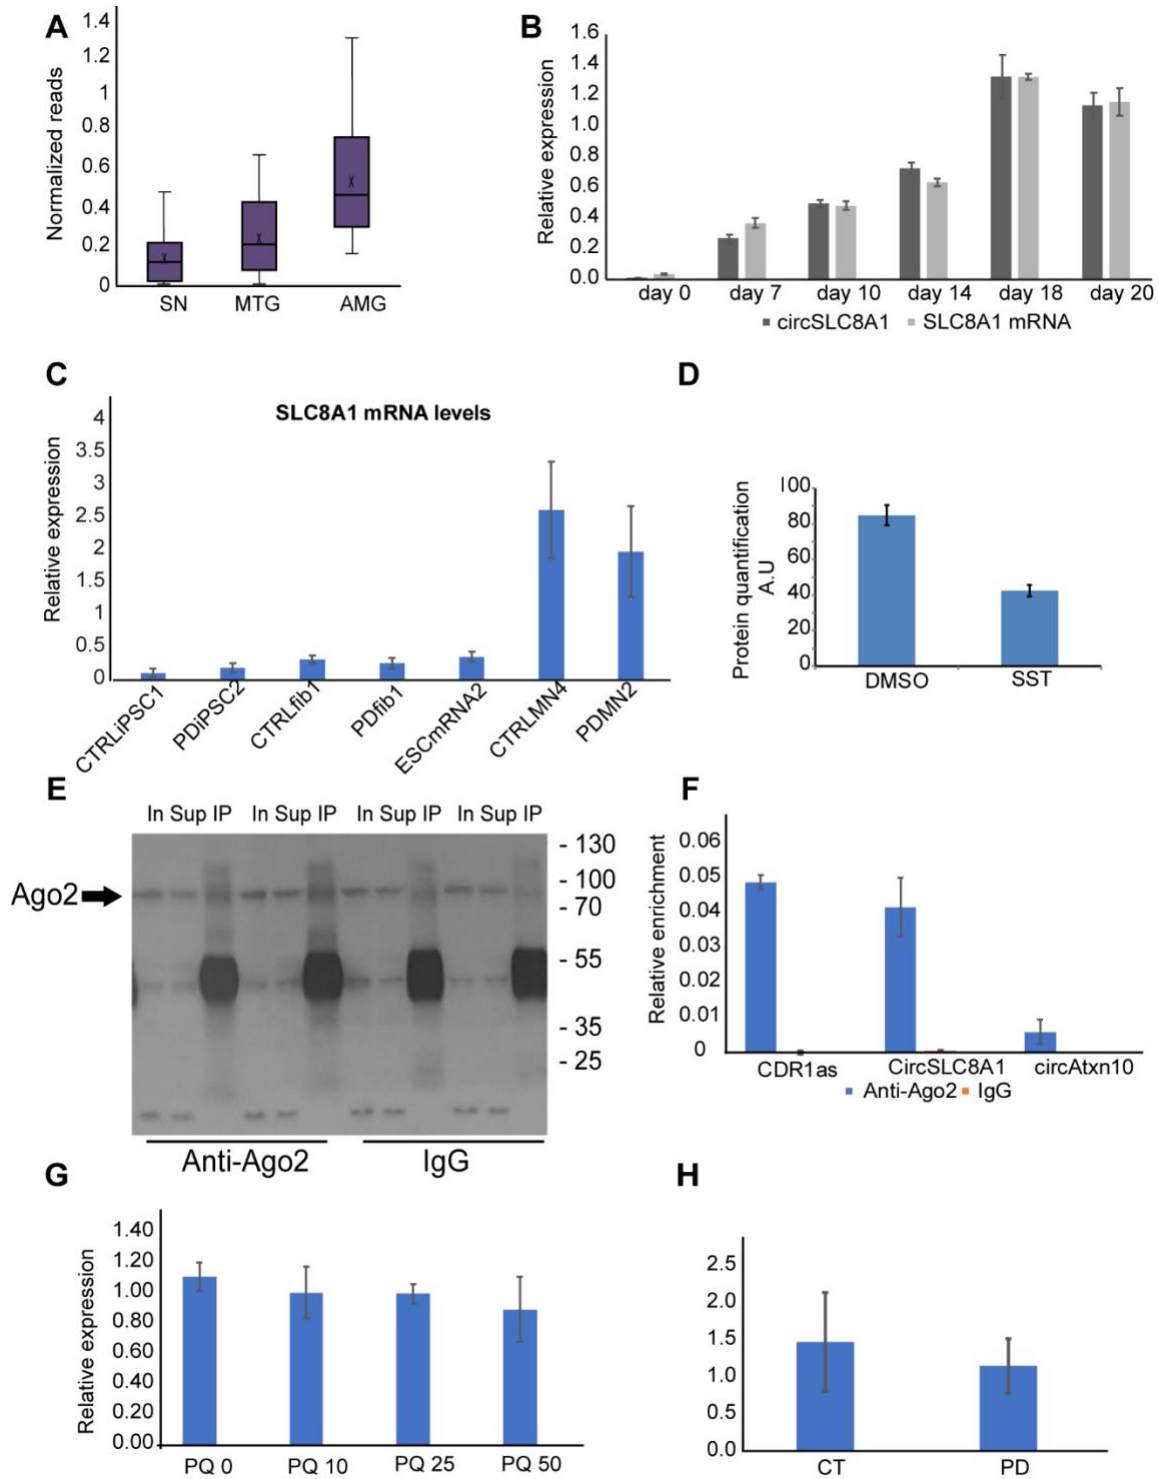 A
Normalized reads
1.4
1.2
1
0.8
0.6
0.4
0.2
0
x
x
x
SN MTG AMG
B
Relative expression
1.6
1.4
1.2
1.0
0.8
0.6
0.4
0.2
0.0
day 0 day 7 day 10 day 14 day 18 day 20
circSLC8A1 SLC8A1 mRNA
C
SLC8A1 mRNA levels
Relative expression
4
3.5
3
2.5
2
1.5
1
0.5
0
CTRLiPSC1
PDiPSC2
CTRLfib1
PDfib1
ESCmRNA2
CTRLMN4
PDMN2
D
Protein quantification
A.U
100
80
60
40
20
0
DMSO SST
E
In Sup IP In Sup IP In Sup IP In Sup IP
Ago2
- 130
- 100
- 70
- 55
- 35
- 25
Anti-Ago2 IgG
F
Relative enrichment
0.06
0.05
0.04
0.03
0.02
0.01
0
CDR1as CircSLC8A1 circAtxn10
Anti-Ago2 IgG
G
Relative expression
1.40
1.20
1.00
0.80
0.60
0.40
0.20
0.00
PQ 0 PQ 10 PQ 25 PQ 50
H
2.5
2.0
1.5
1.0
0.5
0.0
CT PD